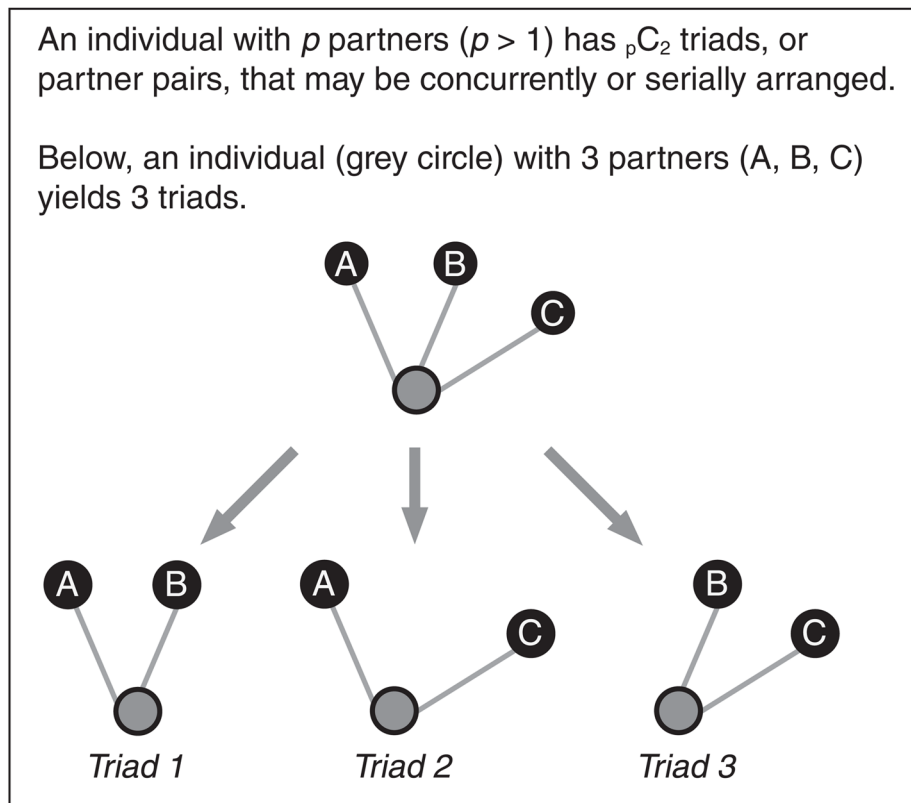 An individual with p partners (p > 1) has ₚC₂ triads, or
partner pairs, that may be concurrently or serially arranged.
Below, an individual (grey circle) with 3 partners (A, B, C)
yields 3 triads.
A B
C
A B A B
C C
Triad 1 Triad 2 Triad 3